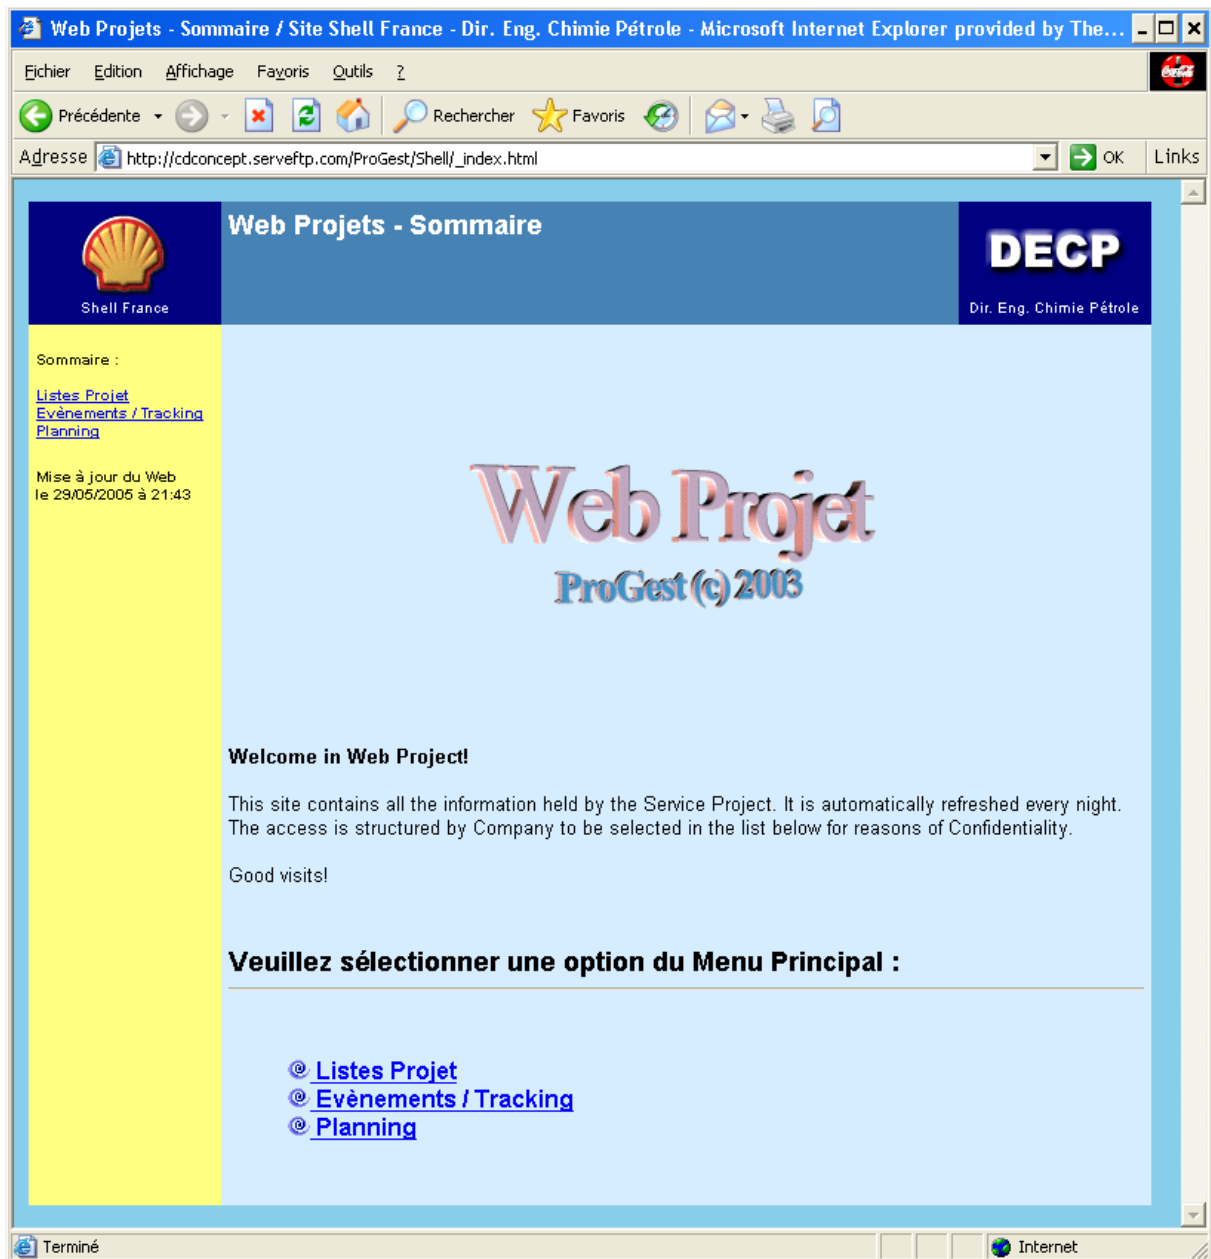 Web Projets - Sommaire / Site Shell France - Dir. Eng. Chimie Pétrole - Microsoft Internet Explorer provided by The...
Fichier Edition Affichage Favoris Outils ?
Coca-Cola
Précédente Rechercher Favoris
Adresse http://cdconcept.serveftp.com/ProGest/Shell/_index.html OK Links
Web Projets - Sommaire
DECP
Shell France
Dir. Eng. Chimie Pétrole
Sommaire :
Listes Projet
Evènements / Tracking
Planning
Mise à jour du Web
le 29/05/2005 à 21:43
Web Projet
ProGest (c) 2003
Welcome in Web Project!
This site contains all the information held by the Service Project. It is automatically refreshed every night.
The access is structured by Company to be selected in the list below for reasons of Confidentiality.
Good visits!
Veuillez sélectionner une option du Menu Principal :
@ Listes Projet
@ Evènements / Tracking
@ Planning
Terminé Internet